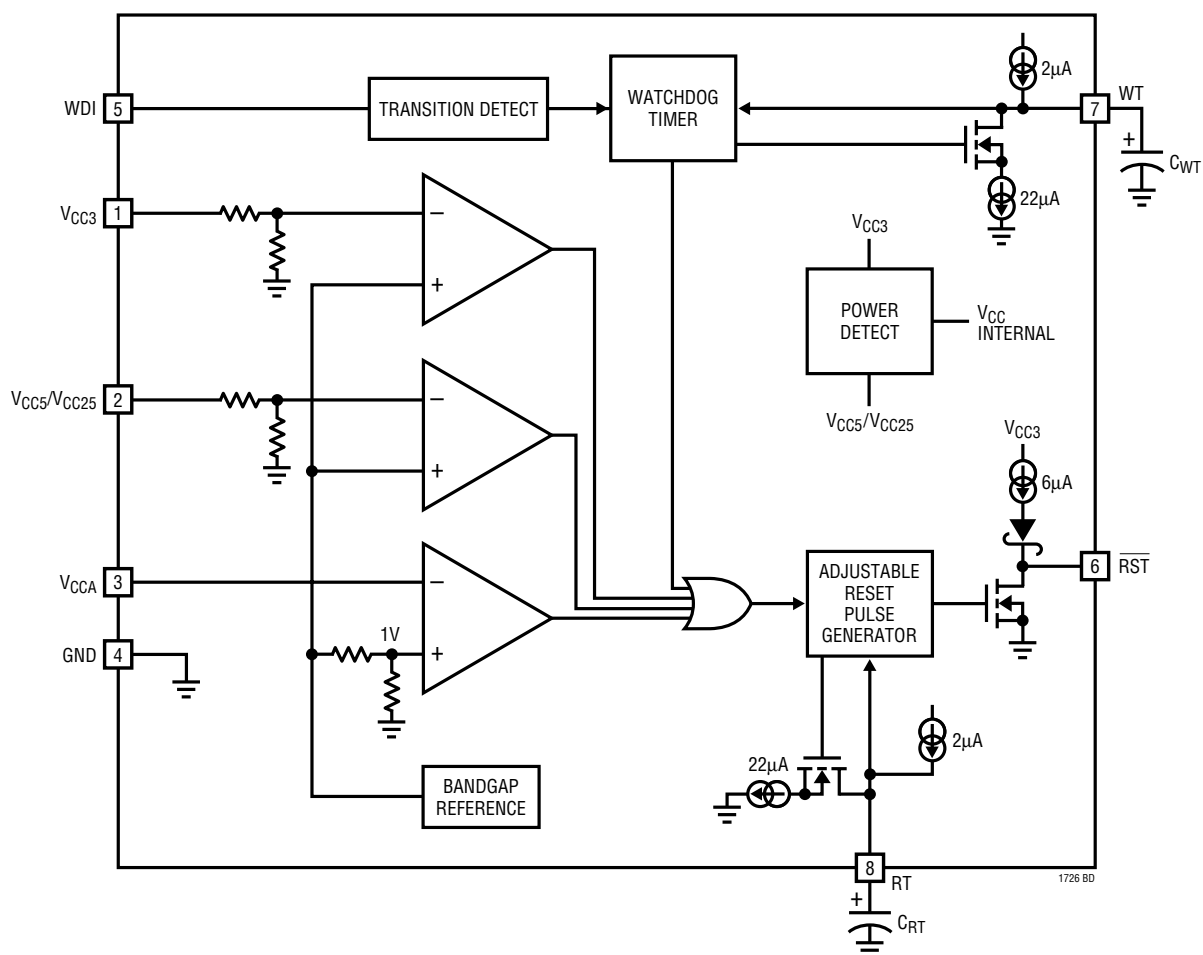 2µA
WDI
5
TRANSITION DETECT
WATCHDOG
TIMER
7
WT
+
CWT
22µA
VCC3
1
−
+
VCC3
POWER
DETECT
VCC
INTERNAL
VCC5/VCC25
VCC5/VCC25
2
−
+
VCC3
6µA
VCCA
3
−
ADJUSTABLE
RESET
PULSE
GENERATOR
6
RST
GND
4
1V
+
2µA
22µA
BANDGAP
REFERENCE
8
RT
1726 BD
+
CRT